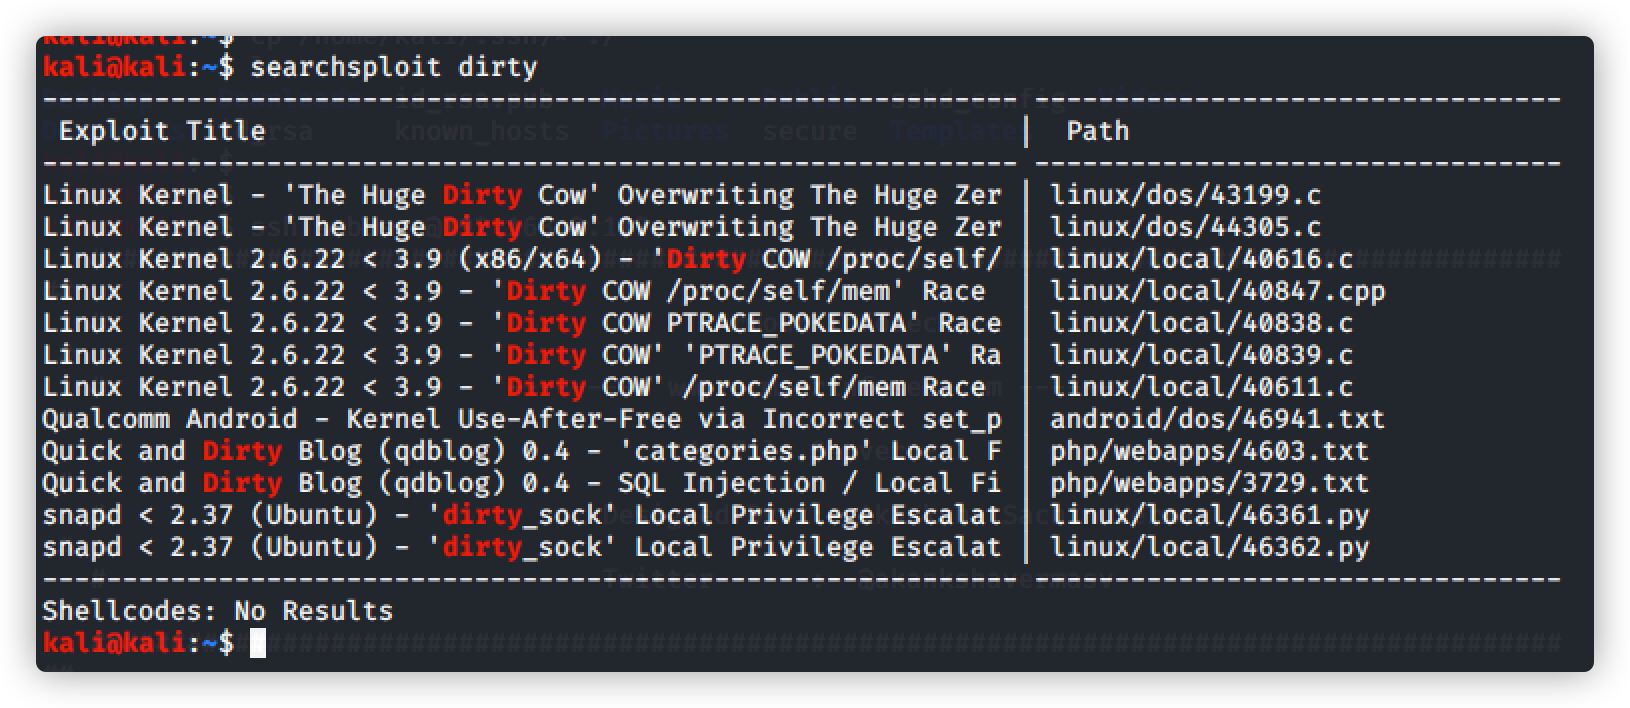 kali@kali:~$ cp /home/kali/.ssh/* ./
kali@kali:~$ searchsploit dirty
Exploit Title | Path
Linux Kernel - 'The Huge Dirty Cow' Overwriting The Huge Zer | linux/dos/43199.c
Linux Kernel - 'The Huge Dirty Cow' Overwriting The Huge Zer | linux/dos/44305.c
Linux Kernel 2.6.22 < 3.9 (x86/x64) - 'Dirty COW /proc/self/ | linux/local/40616.c
Linux Kernel 2.6.22 < 3.9 - 'Dirty COW /proc/self/mem' Race | linux/local/40847.cpp
Linux Kernel 2.6.22 < 3.9 - 'Dirty COW PTRACE_POKEDATA' Race | linux/local/40838.c
Linux Kernel 2.6.22 < 3.9 - 'Dirty COW' 'PTRACE_POKEDATA' Ra | linux/local/40839.c
Linux Kernel 2.6.22 < 3.9 - 'Dirty COW' /proc/self/mem Race | linux/local/40611.c
Qualcomm Android - Kernel Use-After-Free via Incorrect set_p | android/dos/46941.txt
Quick and Dirty Blog (qdblog) 0.4 - 'categories.php' Local F | php/webapps/4603.txt
Quick and Dirty Blog (qdblog) 0.4 - SQL Injection / Local Fi | php/webapps/3729.txt
snapd < 2.37 (Ubuntu) - 'dirty_sock' Local Privilege Escalat | linux/local/46361.py
snapd < 2.37 (Ubuntu) - 'dirty_sock' Local Privilege Escalat | linux/local/46362.py
Shellcodes: No Results
kali@kali:~$